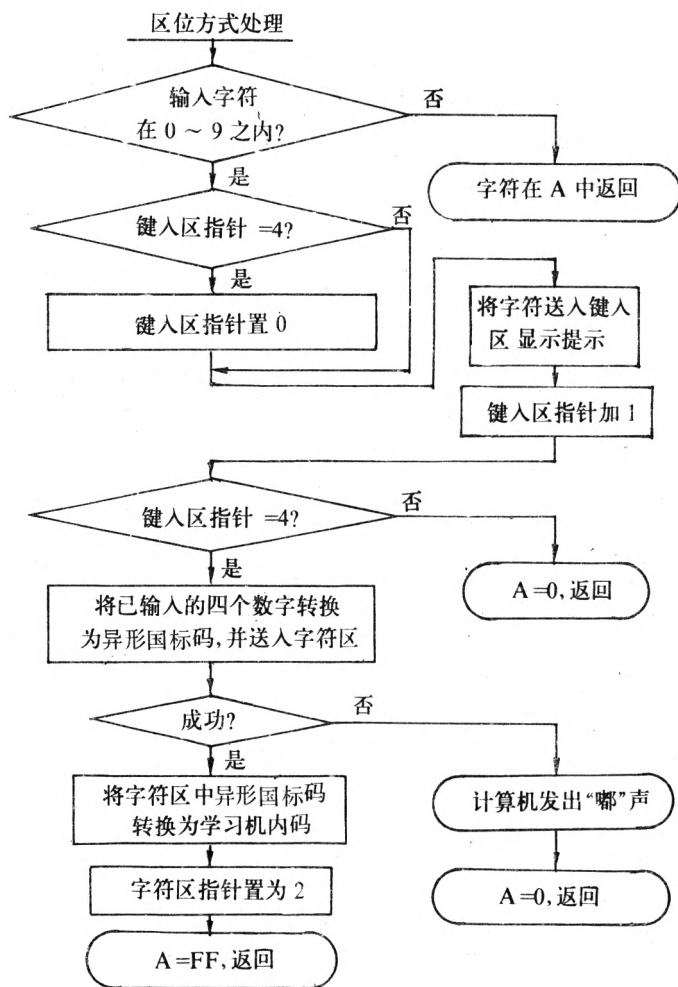 区位方式处理
输入字符
在 0 ~ 9 之内?
否
是
字符在 A 中返回
键入区指针 =4?
否
是
键入区指针置 0
将字符送入键入
区 显示提示
键入区指针加 1
键入区指针 =4?
否
是
A=0, 返回
将已输入的四个数字转换
为异形国标码, 并送入字符区
成功?
否
是
将字符区中异形国标码
转换为学习机内码
计算机发出“嘟”声
字符区指针置为 2
A=0, 返回
A=FF, 返回